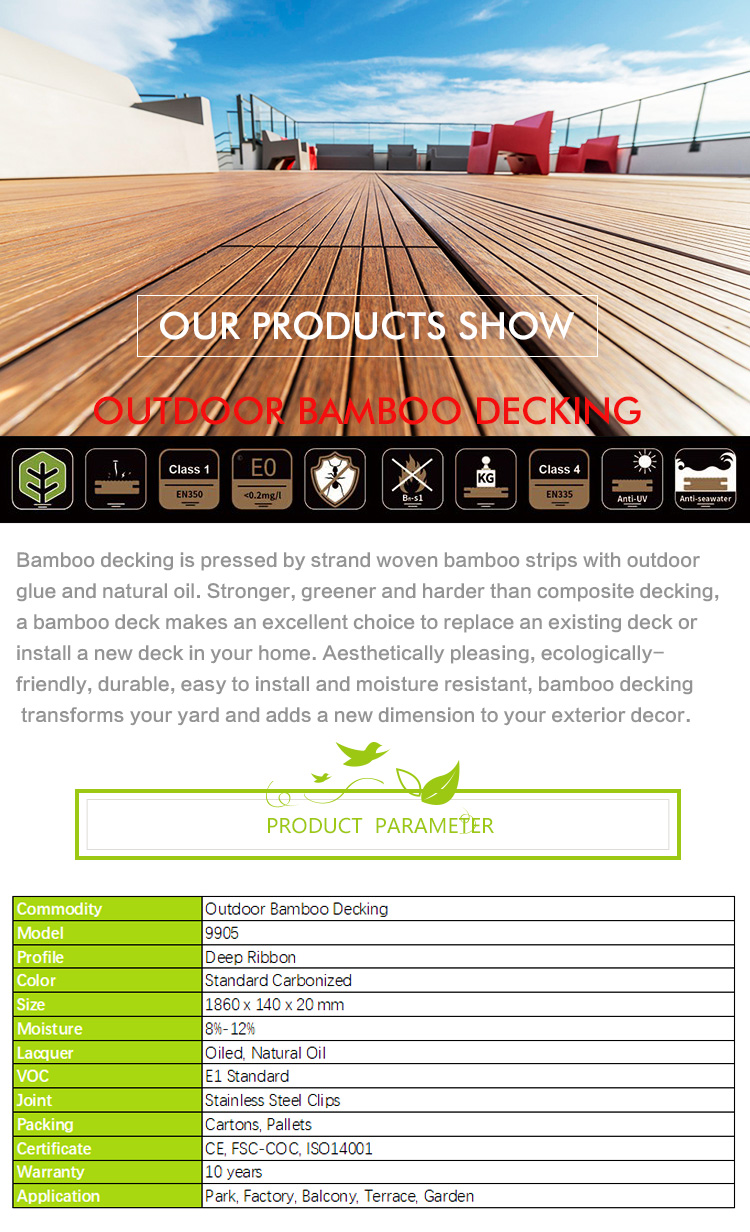 OUR PRODUCTS SHOW
OUTDOOR BAMBOO DECKING
Class 1
EN350
E0
<0.2mg/l
Bfl-s1
KG
Class 4
EN335
Anti-UV
Anti-seawater
Bamboo decking is pressed by strand woven bamboo strips with outdoor
glue and natural oil. Stronger, greener and harder than composite decking,
a bamboo deck makes an excellent choice to replace an existing deck or
install a new deck in your home. Aesthetically pleasing, ecologically-
friendly, durable, easy to install and moisture resistant, bamboo decking
transforms your yard and adds a new dimension to your exterior decor.
PRODUCT PARAMETER
Commodity Outdoor Bamboo Decking
Model 9905
Profile Deep Ribbon
Color Standard Carbonized
Size 1860 x 140 x 20 mm
Moisture 8%-12%
Lacquer Oiled, Natural Oil
VOC E1 Standard
Joint Stainless Steel Clips
Packing Cartons, Pallets
Certificate CE, FSC-COC, ISO14001
Warranty 10 years
Application Park, Factory, Balcony, Terrace, Garden